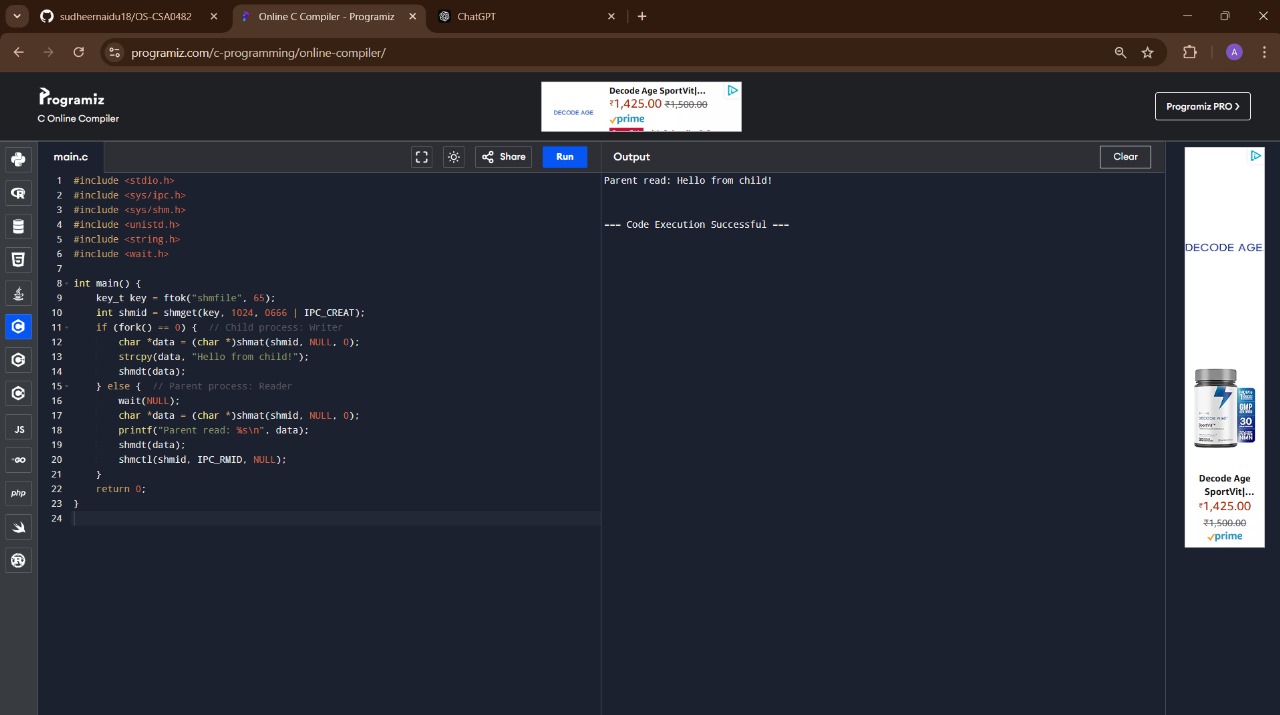 sudheernaidu18/OS-CSA0482
Online C Compiler - Programiz
ChatGPT
programiz.com/c-programming/online-compiler/
A
Programiz
C Online Compiler
DECODE AGE
Decode Age SportVit|...
₹1,425.00 ₹1,500.00
prime
Programiz PRO
main.c
Share
Run
Output
Clear
1 #include <stdio.h>
2 #include <sys/ipc.h>
3 #include <sys/shm.h>
4 #include <unistd.h>
5 #include <string.h>
6 #include <wait.h>
7
8 int main() {
9 key_t key = ftok("shmfile", 65);
10 int shmid = shmget(key, 1024, 0666 | IPC_CREAT);
11 if (fork() == 0) { // Child process: Writer
12 char *data = (char *)shmat(shmid, NULL, 0);
13 strcpy(data, "Hello from child!");
14 shmdt(data);
15 } else { // Parent process: Reader
16 wait(NULL);
17 char *data = (char *)shmat(shmid, NULL, 0);
18 printf("Parent read: %s\n", data);
19 shmdt(data);
20 shmctl(shmid, IPC_RMID, NULL);
21 }
22 return 0;
23 }
24
Parent read: Hello from child!
=== Code Execution Successful ===
JS
GO
php
DECODE AGE
GMP
30
NMN
Decode Age
SportVit|...
₹1,425.00
₹1,500.00
prime